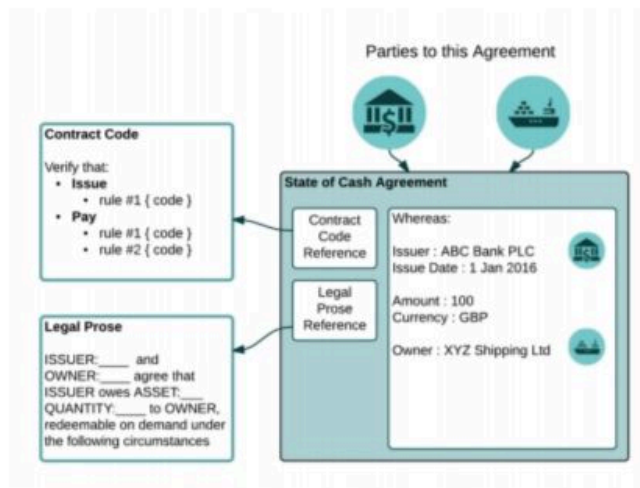 Parties to this Agreement
Contract Code
Verify that:
• Issue
• rule #1 { code }
• Pay
• rule #1 { code }
• rule #2 { code }
State of Cash Agreement
Contract
Code
Reference
Legal
Prose
Reference
Whereas:
Issuer : ABC Bank PLC
Issue Date : 1 Jan 2016
Amount : 100
Currency : GBP
Owner : XYZ Shipping Ltd
Legal Prose
ISSUER:____ and
OWNER:____ agree that
ISSUER owes ASSET:___
QUANTITY:____ to OWNER,
redeemable on demand under
the following circumstances